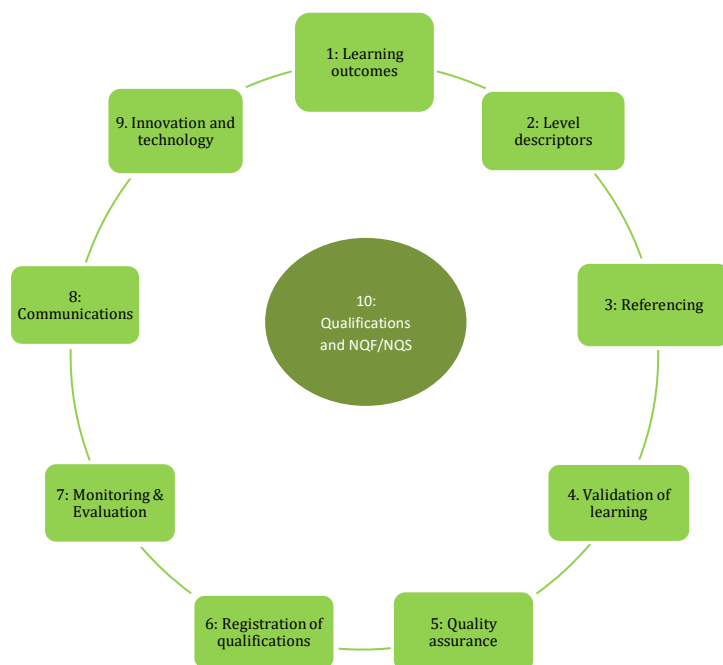 1: Learning
outcomes
2: Level
descriptors
3: Referencing
4. Validation of
learning
5: Quality
assurance
6: Registration of
qualifications
7: Monitoring &
Evaluation
8:
Communications
9. Innovation and
technology
10:
Qualifications
and NQF/NQS